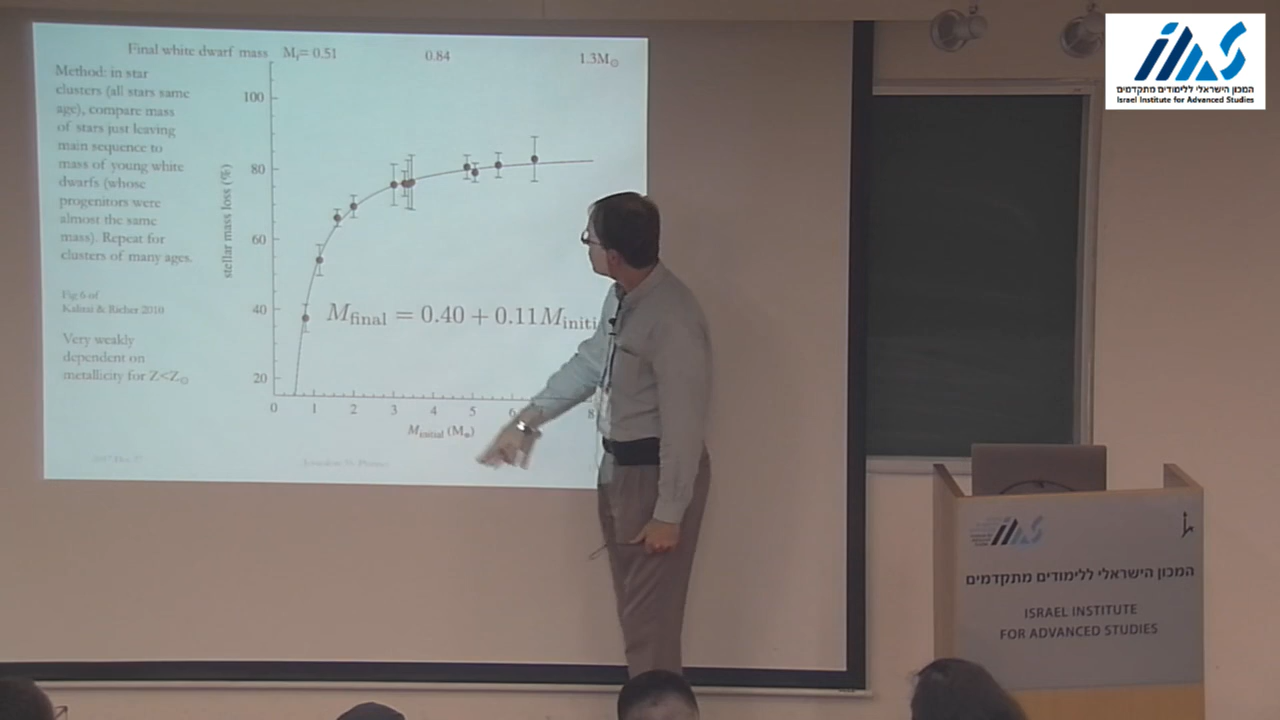 Final white dwarf mass Mf= 0.51 0.84 1.3M⊙
Method: in star
clusters (all stars same
age), compare mass
of stars just leaving
main sequence to
mass of young white
dwarfs (whose
progenitors were
almost the same
mass). Repeat for
clusters of many ages.
Fig 6 of
Kalirai & Richer 2010
Very weakly
dependent on
metallicity for Z<Z⊙
stellar mass loss (%)
100
80
60
40
20
Mfinal = 0.40 + 0.11Miniti
0 1 2 3 4 5 6 8
Minitial (M⊙)
המכון הישראלי ללימודים מתקדמים
Israel Institute for Advanced Studies
המכון הישראלי ללימודים מתקדמים
ISRAEL INSTITUTE
FOR ADVANCED STUDIES